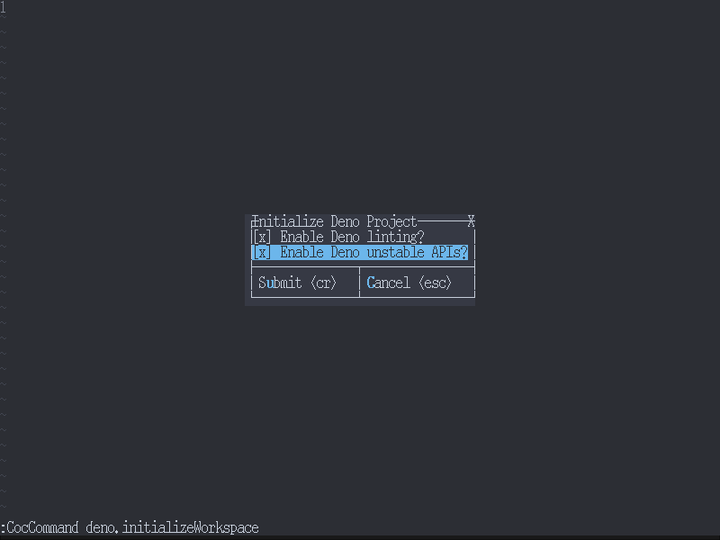 1
Initialize Deno Project X
[x] Enable Deno linting?
[x] Enable Deno unstable APIs?
Submit <cr> Cancel <esc>
:CocCommand deno.initializeWorkspace